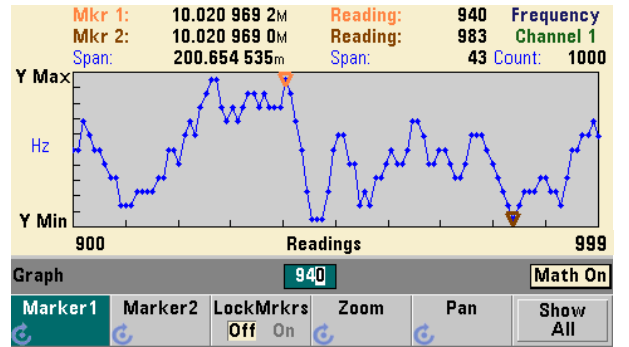 Mkr 1: 10.020 969 2M Reading: 940 Frequency
Mkr 2: 10.020 969 0M Reading: 983 Channel 1
Span: 200.654 535m Span: 43 Count: 1000
Y Max
Hz
Y Min
900 Readings 999
Graph 940 Math On
Marker1 Marker2 LockMrkrs Zoom Pan Show
Off On All